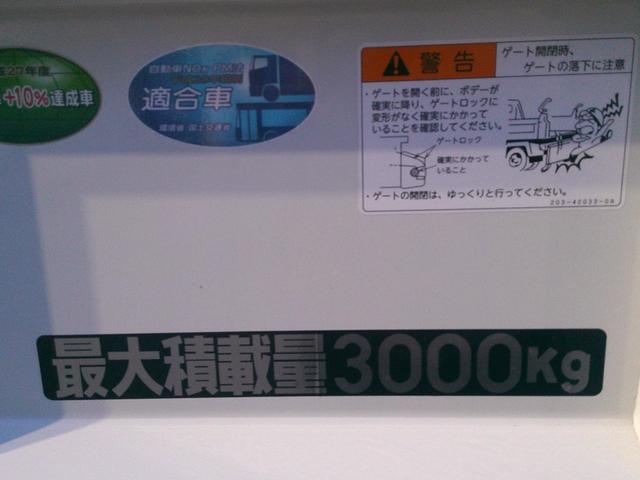 27年度
+10%達成車
自動車NOx・PM法
適合車
環境省・国土交通省
警告
ゲート開閉時、
ゲートの落下に注意
・ゲートを開く前に、ボデーが
確実に降り、ゲートロックに
変形がなく確実にかかって
いることを確認してください。
ゲートロック
確実にかかって
いること
・ゲートの開閉は、ゆっくりと行ってください。
203-42033-0A
最大積載量3000Kg